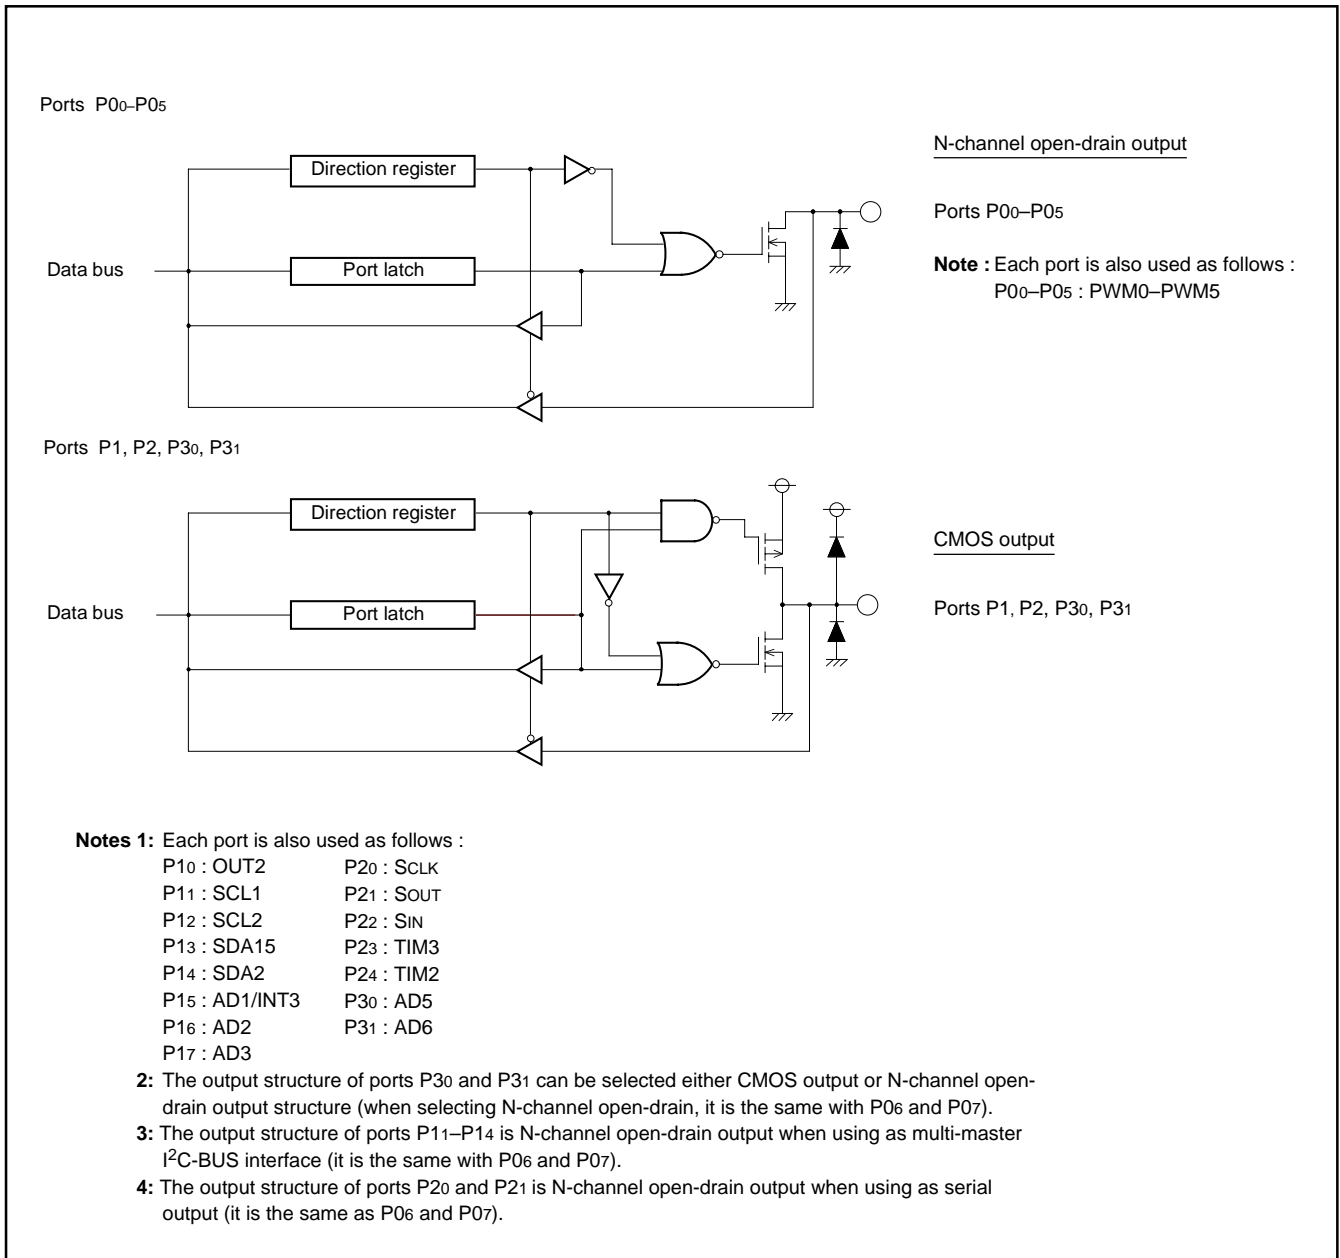 Ports P00–P05
N-channel open-drain output
Direction register
Ports P00–P05
Data bus
Port latch
Note : Each port is also used as follows :
P00–P05 : PWM0–PWM5
Ports P1, P2, P30, P31
Direction register
CMOS output
Data bus
Port latch
Ports P1, P2, P30, P31
Notes 1: Each port is also used as follows :
P10 : OUT2 P20 : SCLK
P11 : SCL1 P21 : SOUT
P12 : SCL2 P22 : SIN
P13 : SDA15 P23 : TIM3
P14 : SDA2 P24 : TIM2
P15 : AD1/INT3 P30 : AD5
P16 : AD2 P31 : AD6
P17 : AD3
2: The output structure of ports P30 and P31 can be selected either CMOS output or N-channel open-
drain output structure (when selecting N-channel open-drain, it is the same with P06 and P07).
3: The output structure of ports P11–P14 is N-channel open-drain output when using as multi-master
I2C-BUS interface (it is the same with P06 and P07).
4: The output structure of ports P20 and P21 is N-channel open-drain output when using as serial
output (it is the same as P06 and P07).